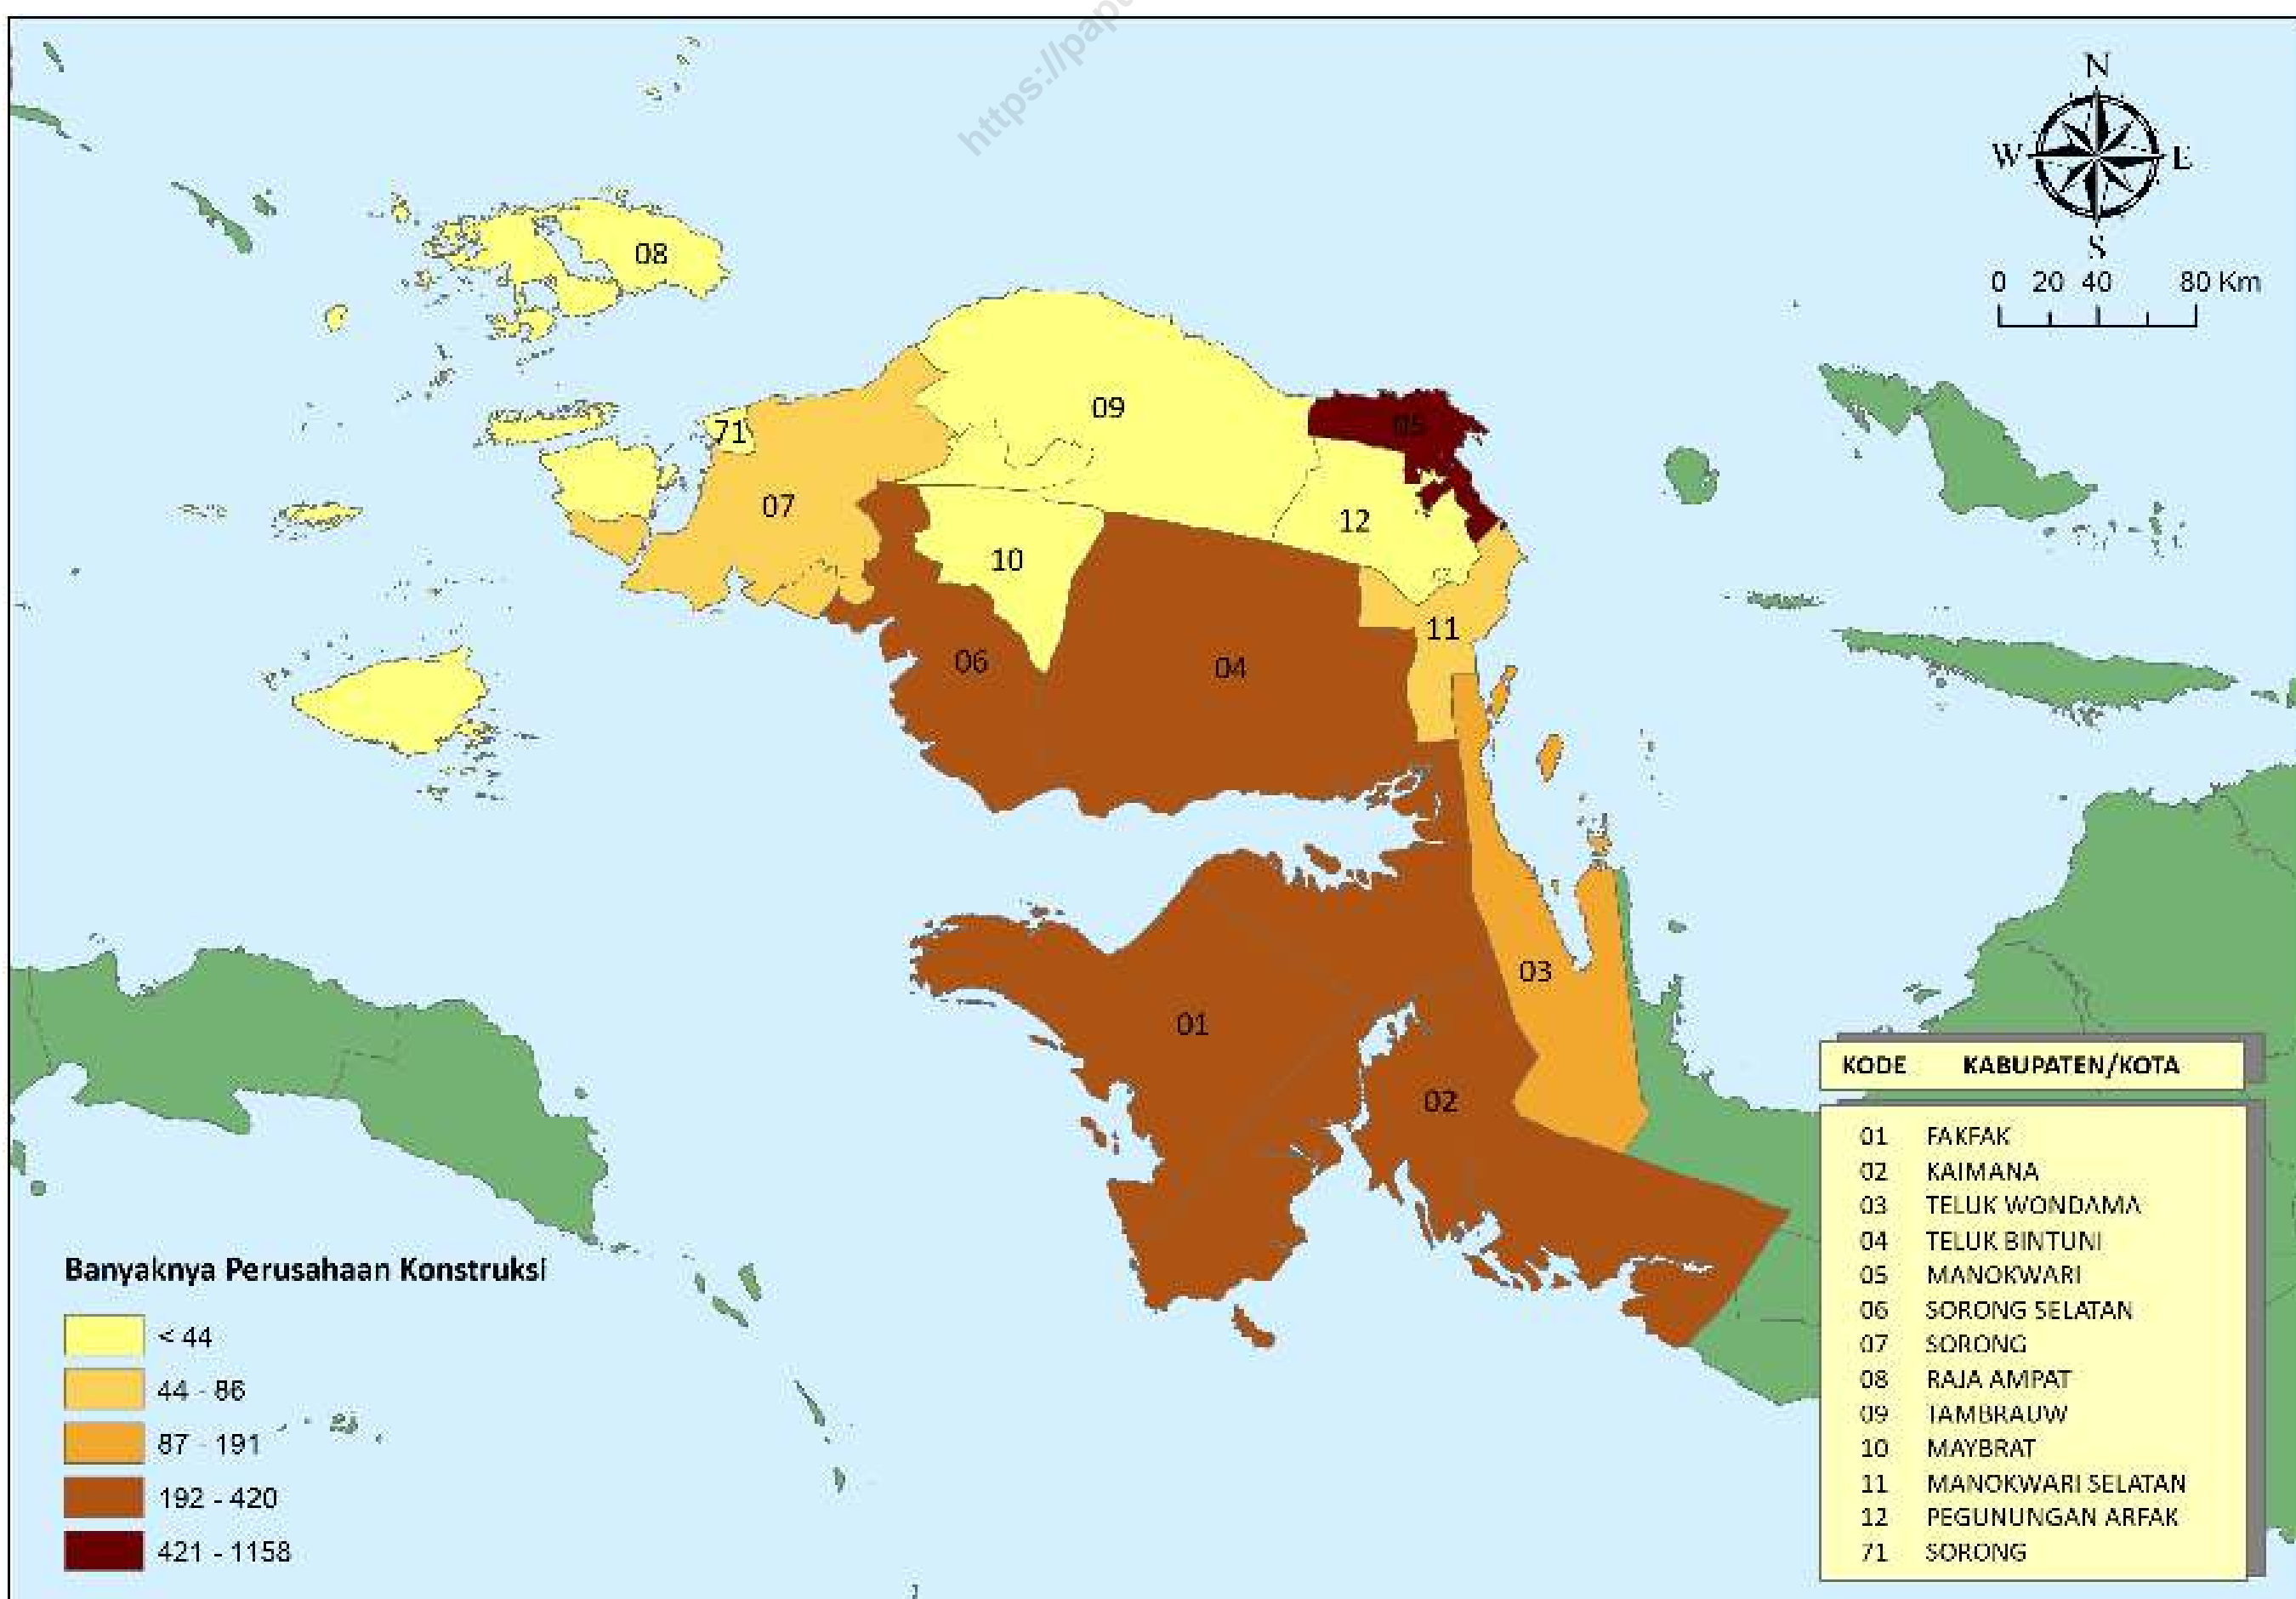 https://pap
N
W E
S
0 20 40 80 Km
08
09
05
71
07
12
10
11
06
04
03
01
02
KODE KABUPATEN/KOTA
01 FAKFAK
02 KAIMANA
03 TELUK WONDAMA
04 TELUK BINTUNI
05 MANOKWARI
06 SORONG SELATAN
07 SORONG
08 RAJA AMPAT
09 TAMBRAUW
10 MAYBRAT
11 MANOKWARI SELATAN
12 PEGUNUNGAN ARFAK
71 SORONG
Banyaknya Perusahaan Konstruksi
< 44
44 - 86
87 - 191
192 - 420
421 - 1158